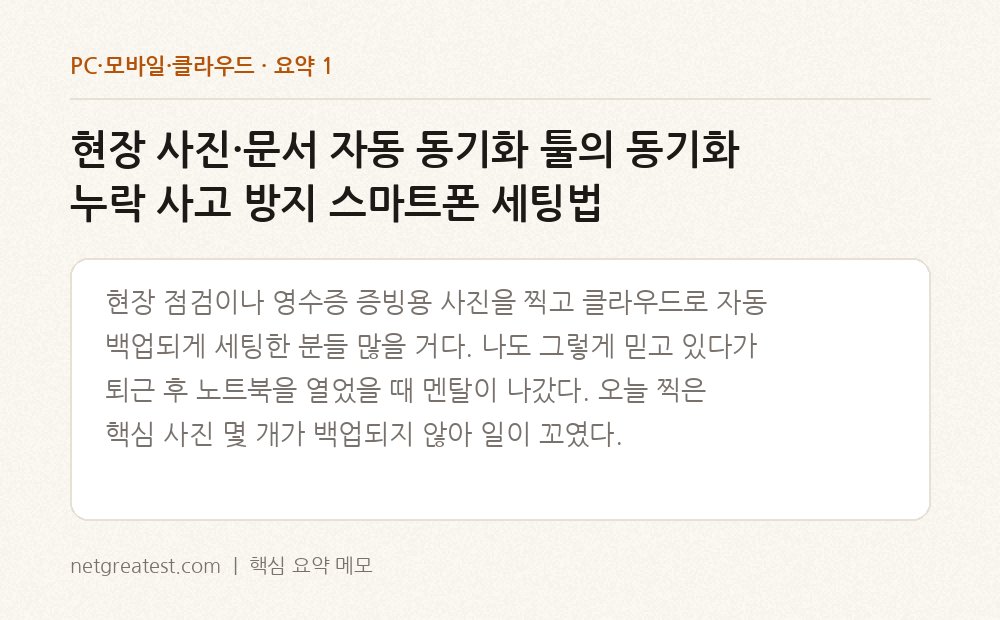 PC·모바일·클라우드 · 요약 1
현장 사진·문서 자동 동기화 툴의 동기화
누락 사고 방지 스마트폰 세팅법
현장 점검이나 영수증 증빙용 사진을 찍고 클라우드로 자동
백업되게 세팅한 분들 많을 거다. 나도 그렇게 믿고 있다가
퇴근 후 노트북을 열었을 때 멘탈이 나갔다. 오늘 찍은
핵심 사진 몇 개가 백업되지 않아 일이 꼬였다.
netgreatest.com | 핵심 요약 메모